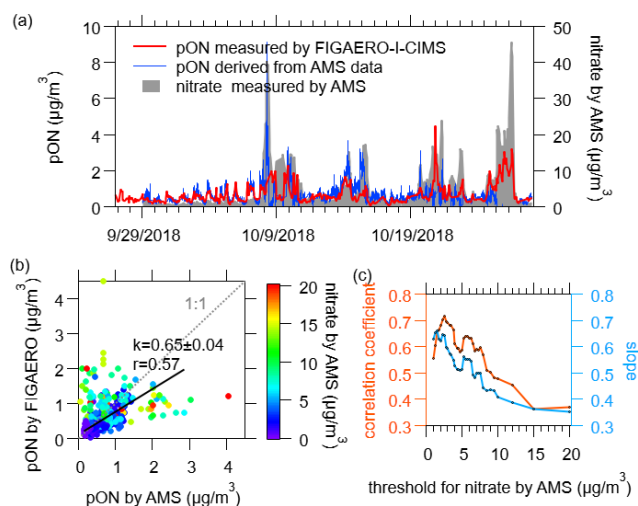 (a)
pON measured by FIGAERO-I-CIMS
pON derived from AMS data
nitrate measured by AMS
pON (µg/m³)
10
8
6
4
2
0
nitrate by AMS (µg/m³)
50
40
30
20
10
0
9/29/2018
10/9/2018
10/19/2018
(b)
pON by AMS (µg/m³)
0 1 2 3 4
pON by FIGAERO (µg/m³)
4
3
2
1
0
1:1
k=0.65±0.04
r=0.57
nitrate by AMS (µg/m³)
20
15
10
5
0
(c)
correlation coefficient
0.8
0.7
0.6
0.5
0.4
0.3
slope
0.8
0.7
0.6
0.5
0.4
0.3
0 5 10 15 20
threshold for nitrate by AMS (µg/m³)